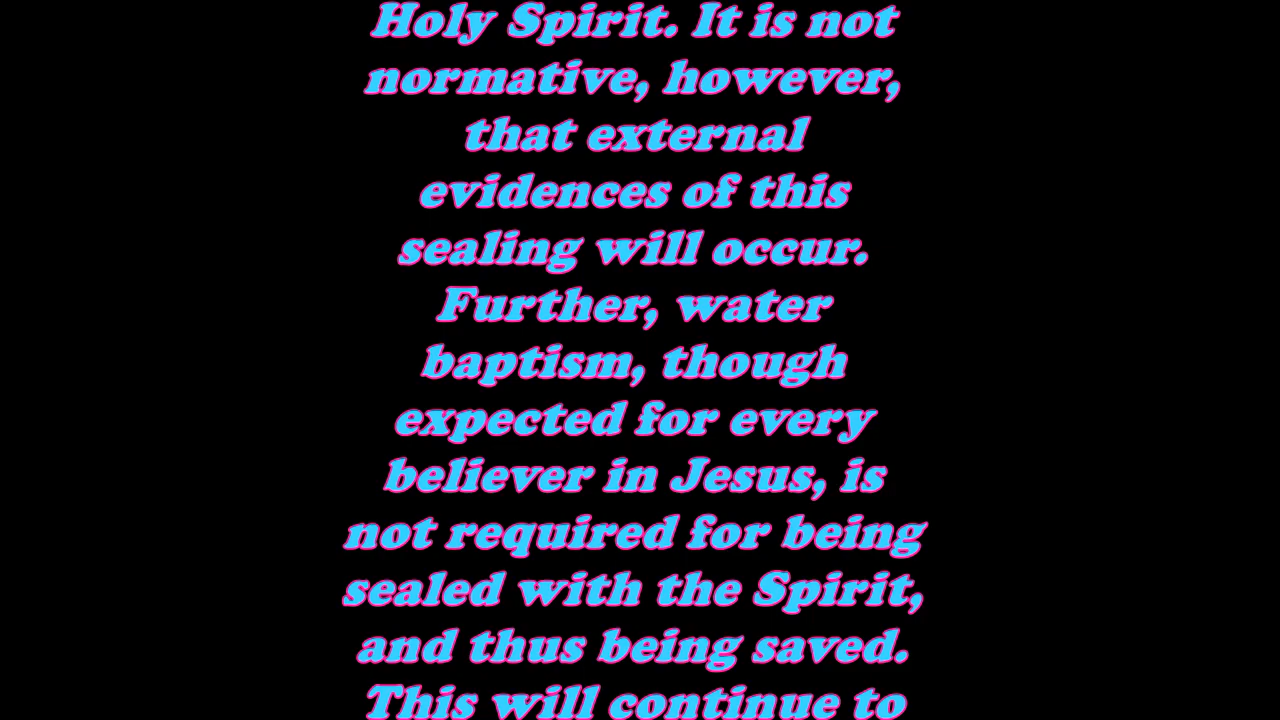 Holy Spirit. It is not
normative, however,
that external
evidences of this
sealing will occur.
Further, water
baptism, though
expected for every
believer in Jesus, is
not required for being
sealed with the Spirit,
and thus being saved.
This will continue to